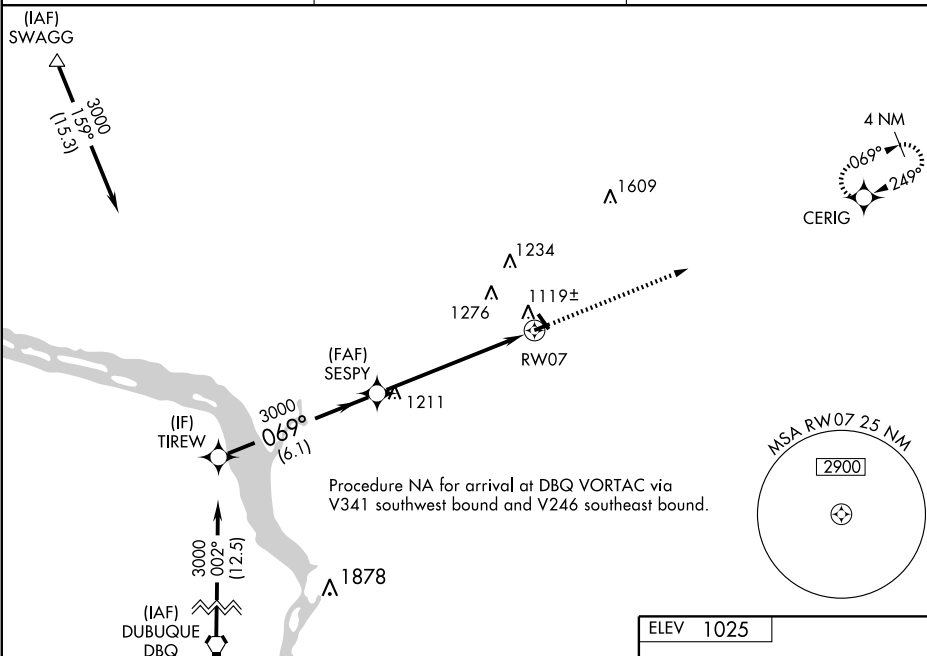 (IAF)
SWAGG
3000
159°
(15.3)
4 NM
069°
249°
CERIG
1609
1234
1276
1119±
RW07
(FAF)
SESPY
1211
(IF)
TIREW
3000
069°
(6.1)
MSA RW07 25 NM
2900
Procedure NA for arrival at DBQ VORTAC via
V341 southwest bound and V246 southeast bound.
3000
002°
(12.5)
1878
(IAF)
DUBUQUE
DBQ
ELEV 1025